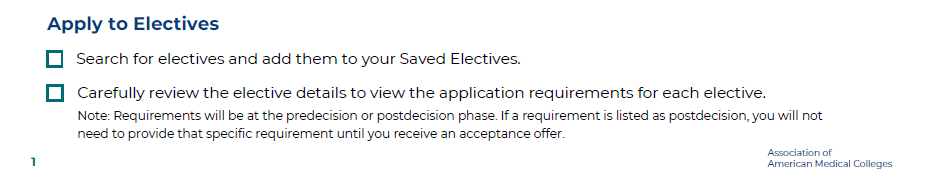 Apply to Electives
Search for electives and add them to your Saved Electives.
Carefully review the elective details to view the application requirements for each elective.
Note: Requirements will be at the predecision or postdecision phase. If a requirement is listed as postdecision, you will not
need to provide that specific requirement until you receive an acceptance offer.
1
Association of
American Medical Colleges